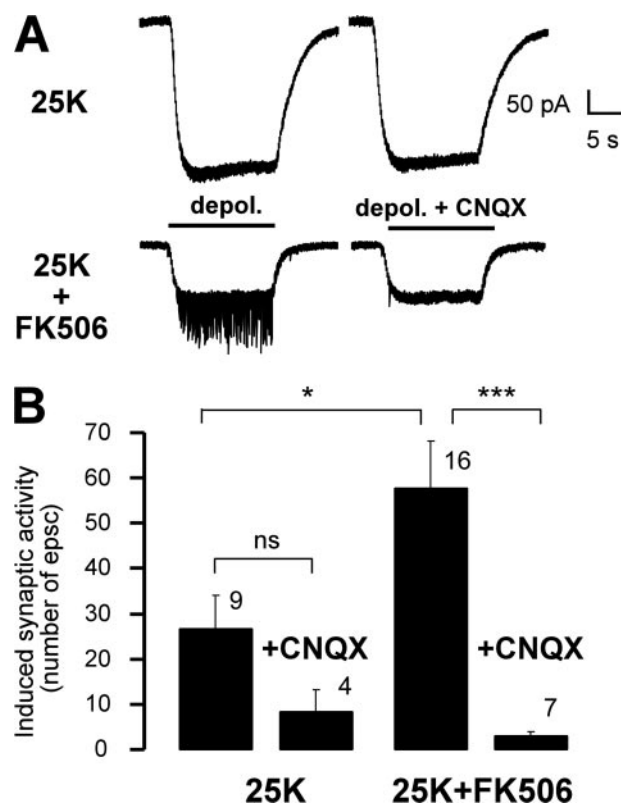 A
25K
50 pA
5 s
depol.
depol. + CNQX
25K
+
FK506
B
*
***
70
60
50
40
30
20
10
0
Induced synaptic activity
(number of epsc)
16
ns
9
+CNQX
+CNQX
4
7
25K
25K+FK506